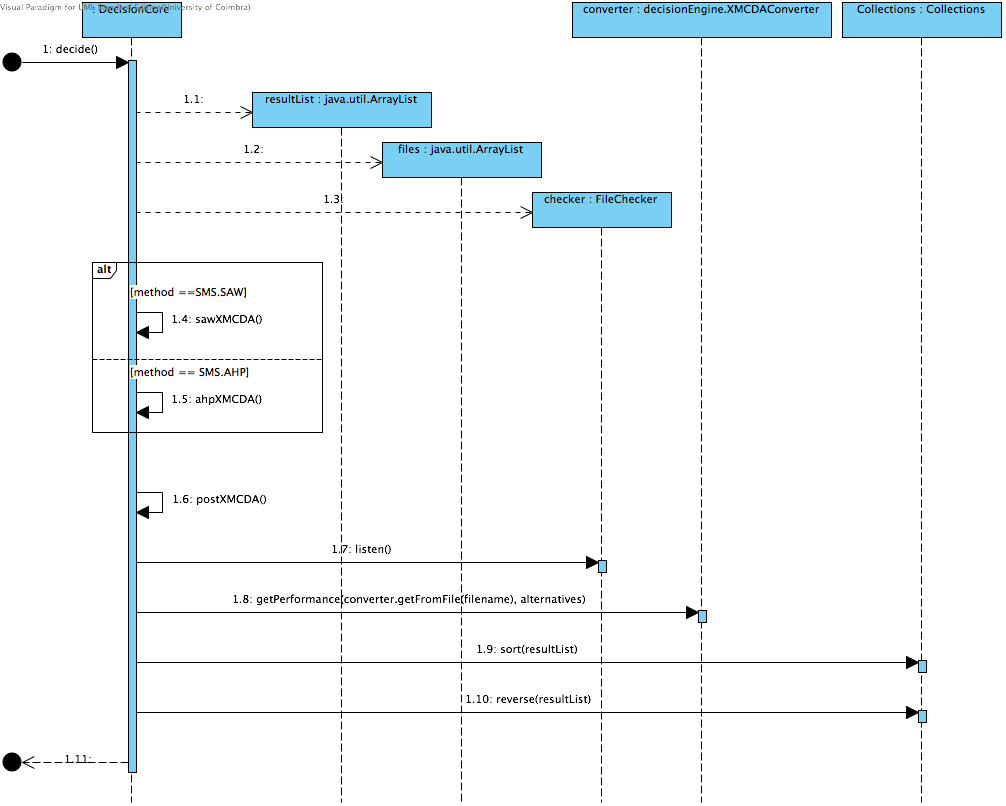 Visual Paradigm for UML Standard Edition(University of Coimbra)
: DecisionCore
converter : decisionEngine.XMCDAConverter
Collections : Collections
1: decide()
1.1:
resultList : java.util.ArrayList
1.2:
files : java.util.ArrayList
1.3:
checker : FileChecker
alt
[method ==SMS.SAW]
1.4: sawXMCDA()
[method == SMS.AHP]
1.5: ahpXMCDA()
1.6: postXMCDA()
1.7: listen()
1.8: getPerformance(converter.getFromFile(filename), alternatives)
1.9: sort(resultList)
1.10: reverse(resultList)
1.11: